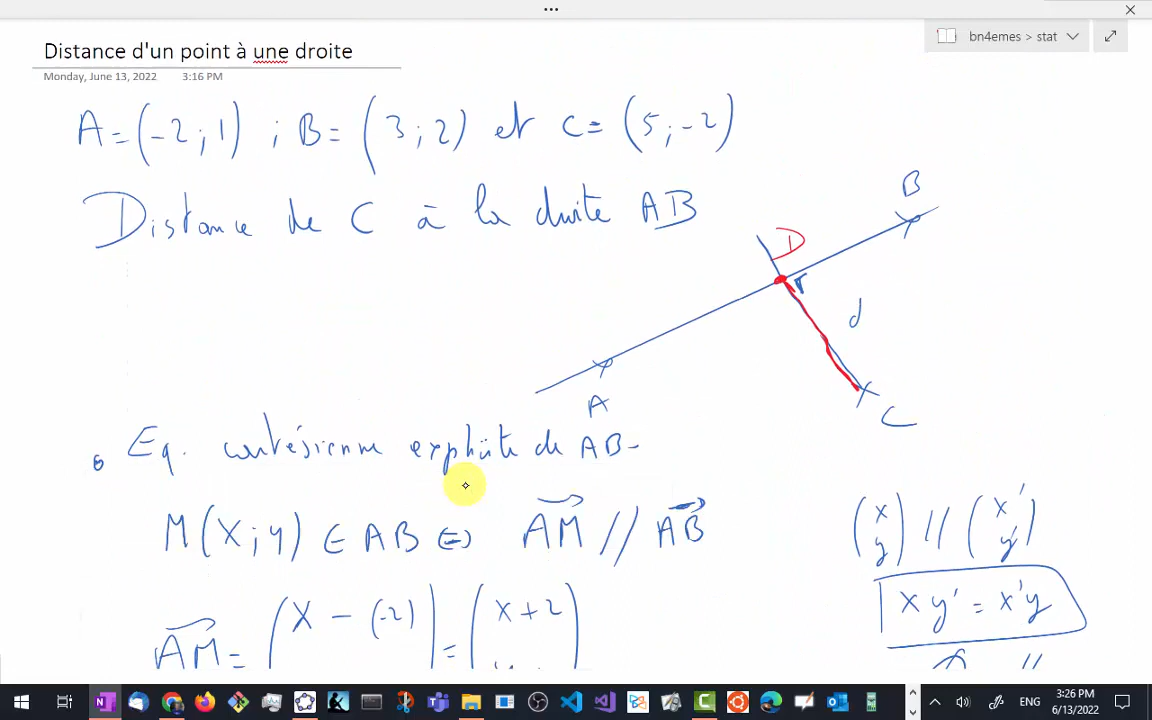 Distance d'un point à une droite
bn4emes > stat
Monday, June 13, 2022 3:16 PM
A=(-2;1) ; B=(3;2) et C=(5;-2)
Distance de C à la droite AB
B
D
d
A
C
Eq. cartésienne explicite de AB-
M(x;y) ∈ AB ⇔ AM // AB
(x y) // (x' y')
xy' = x'y
AM = (x - (-2)) = (x+2
ENG
3:26 PM
6/13/2022